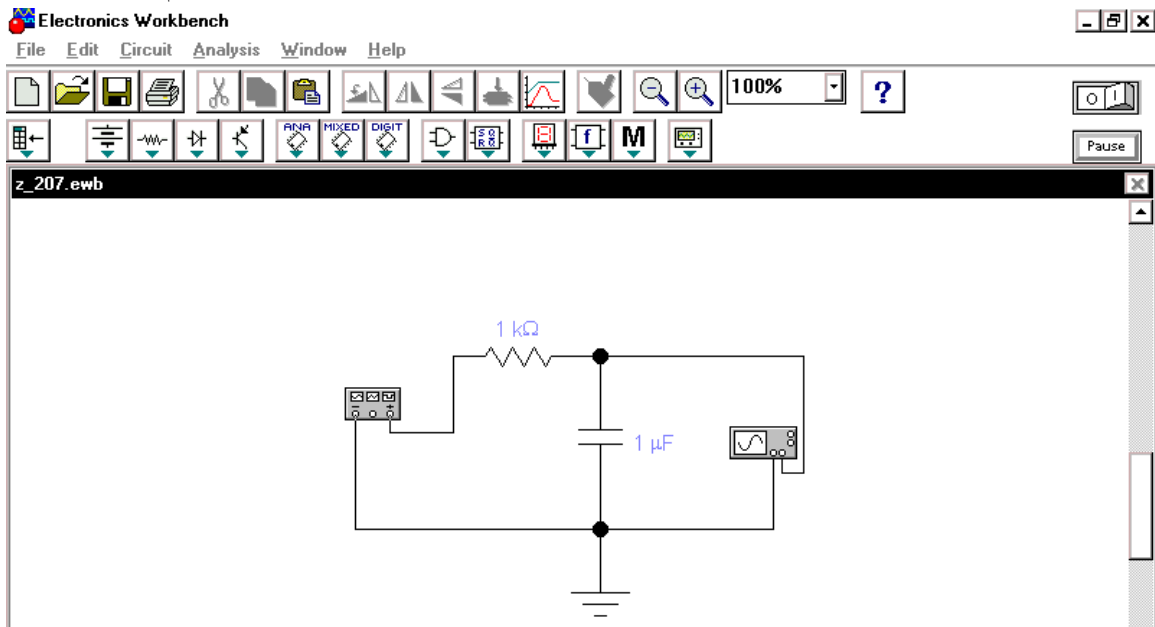 Electronics Workbench
File Edit Circuit Analysis Window Help
100% ?
O I
ANA MIXED DIGIT
S Q
R Q
f M
Pause
z_207.ewb
1 kΩ
1 µF